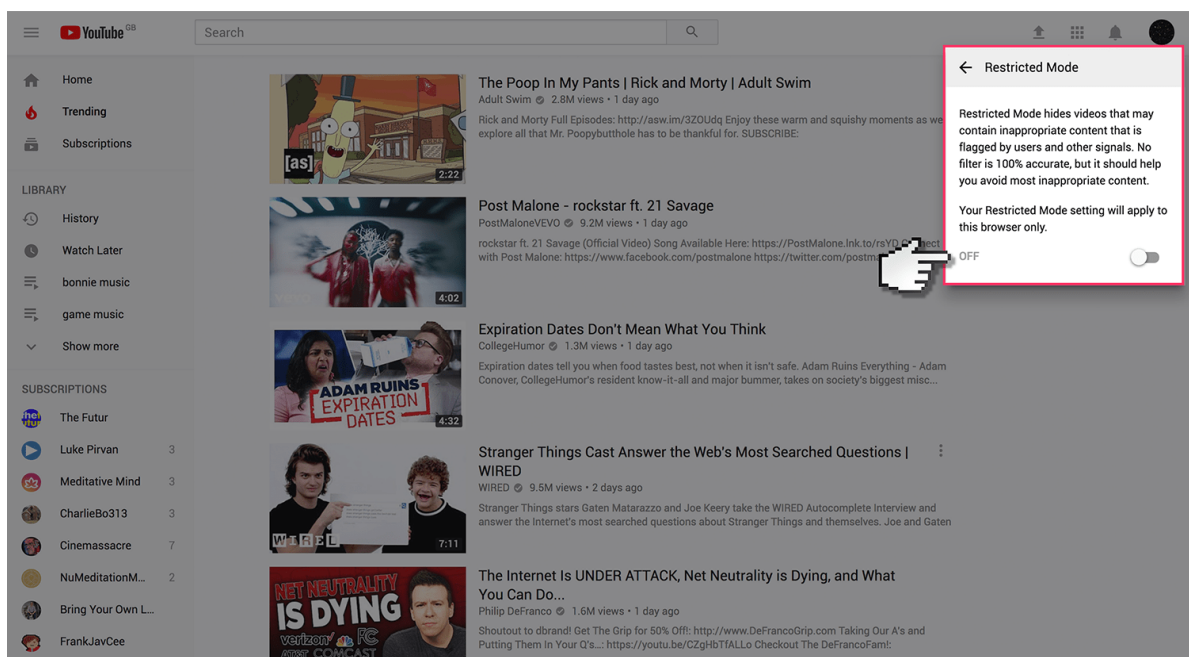 YouTube GB
Search
Home
Trending
Subscriptions
LIBRARY
History
Watch Later
bonnie music
game music
Show more
SUBSCRIPTIONS
The Futur
Luke Pirvan 3
Meditative Mind 3
CharlieBo313 3
Cinemassacre 7
NuMeditationM... 2
Bring Your Own L...
FrankJavCee
[as]
2:22
The Poop In My Pants | Rick and Morty | Adult Swim
Adult Swim 2.8M views • 1 day ago
Rick and Morty Full Episodes: http://asw.im/3ZOUdq Enjoy these warm and squishy moments as we
explore all that Mr. Poopybutthole has to be thankful for. SUBSCRIBE:
4:02
Post Malone - rockstar ft. 21 Savage
PostMaloneVEVO 9.2M views • 1 day ago
rockstar ft. 21 Savage (Official Video) Song Available Here: https://PostMalone.lnk.to/rsYD
with Post Malone: https://www.facebook.com/postmalone https://twitter.com/postm
ADAM RUINS
EXPIRATION
DATES
4:32
Expiration Dates Don't Mean What You Think
CollegeHumor 1.3M views • 1 day ago
Expiration dates tell you when food tastes best, not when it isn't safe. Adam Ruins Everything - Adam
Conover, CollegeHumor's resident know-it-all and major bummer, takes on society's biggest misc...
WIRED
7:11
Stranger Things Cast Answer the Web's Most Searched Questions |
WIRED
WIRED 9.5M views • 2 days ago
Stranger Things stars Gaten Matarazzo and Joe Keery take the WIRED Autocomplete Interview and
answer the Internet's most searched questions about Stranger Things and themselves. Joe and Gaten
NET NEUTRALITY
IS DYING
verizon FC
AT&T COMCAST
The Internet Is UNDER ATTACK, Net Neutrality is Dying, and What
You Can Do...
Philip DeFranco 1.6M views • 1 day ago
Shoutout to dbrand! Get The Grip for 50% Off!: http://www.DeFrancoGrip.com Taking Our A's and
Putting Them In Your Q's...: https://youtu.be/CZgHbTfALLo Checkout The DeFrancoFam!:
Restricted Mode
Restricted Mode hides videos that may
contain inappropriate content that is
flagged by users and other signals. No
filter is 100% accurate, but it should help
you avoid most inappropriate content.
Your Restricted Mode setting will apply to
this browser only.
OFF